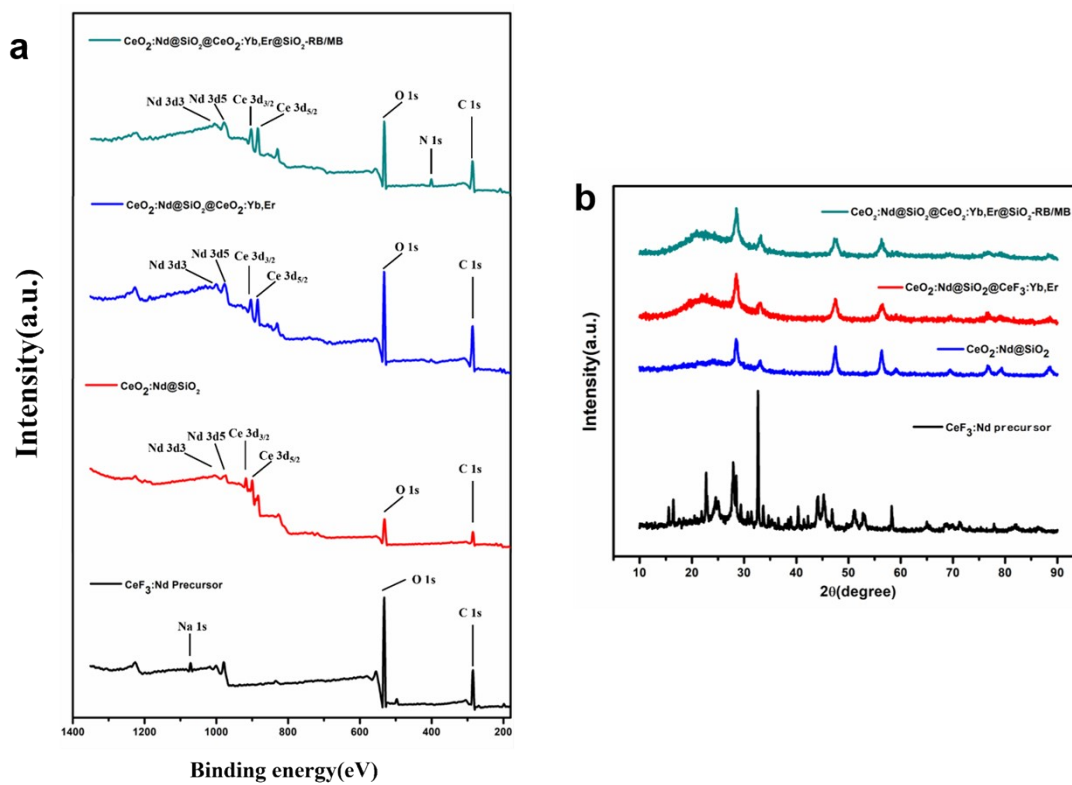 a
CeO₂:Nd@SiO₂@CeO₂:Yb,Er@SiO₂-RB/MB
Nd 3d3
Nd 3d5
Ce 3d₃/₂
Ce 3d₅/₂
O 1s
N 1s
C 1s
CeO₂:Nd@SiO₂@CeO₂:Yb,Er
Nd 3d3
Nd 3d5
Ce 3d₃/₂
Ce 3d₅/₂
O 1s
C 1s
CeO₂:Nd@SiO₂
Nd 3d3
Nd 3d5
Ce 3d₃/₂
Ce 3d₅/₂
O 1s
C 1s
CeF₃:Nd Precursor
Na 1s
O 1s
C 1s
Intensity(a.u.)
1400 1200 1000 800 600 400 200
Binding energy(eV)
b
CeO₂:Nd@SiO₂@CeO₂:Yb,Er@SiO₂-RB/MB
CeO₂:Nd@SiO₂@CeF₃:Yb,Er
CeO₂:Nd@SiO₂
CeF₃:Nd precursor
Intensity(a.u.)
10 20 30 40 50 60 70 80 90
2θ(degree)